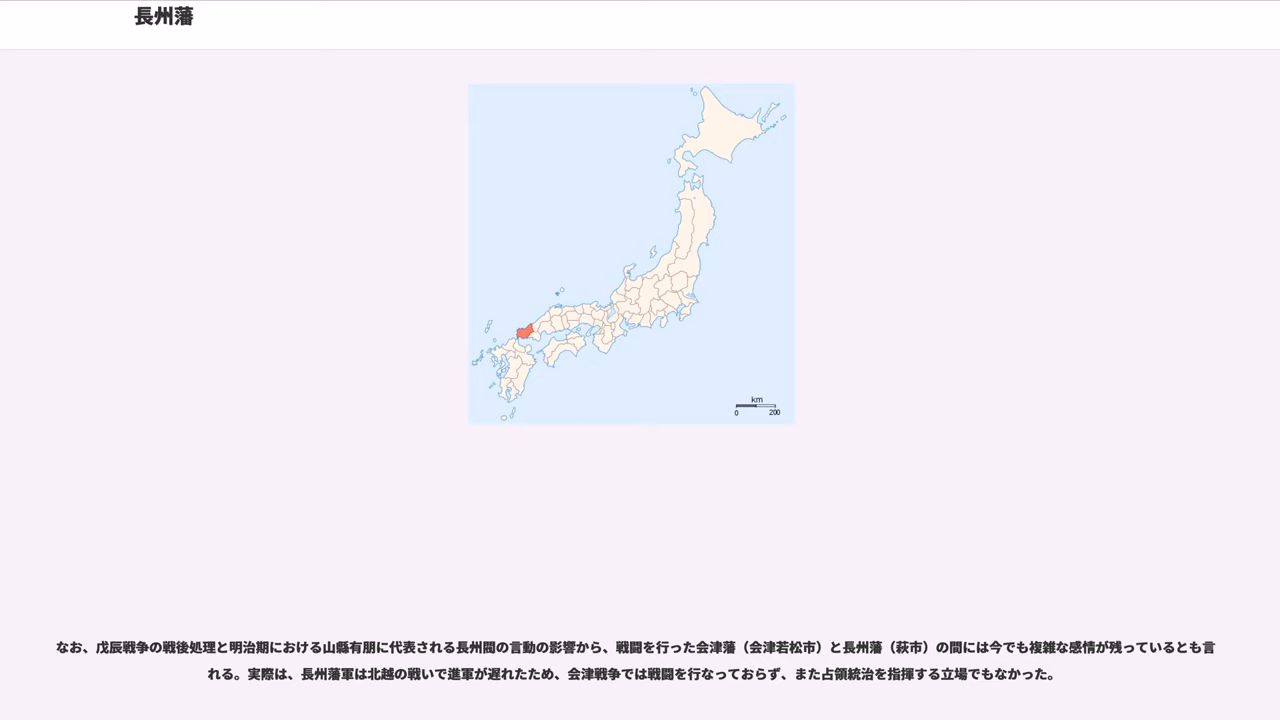 長州藩
km
0 200
なお、戊辰戦争の戦後処理と明治期における山縣有朋に代表される長州閥の言動の影響から、戦闘を行った会津藩（会津若松市）と長州藩（萩市）の間には今でも複雑な感情が残っているとも言
れる。実際は、長州藩軍は北越の戦いで進軍が遅れたため、会津戦争では戦闘を行なっておらず、また占領統治を指揮する立場でもなかった。